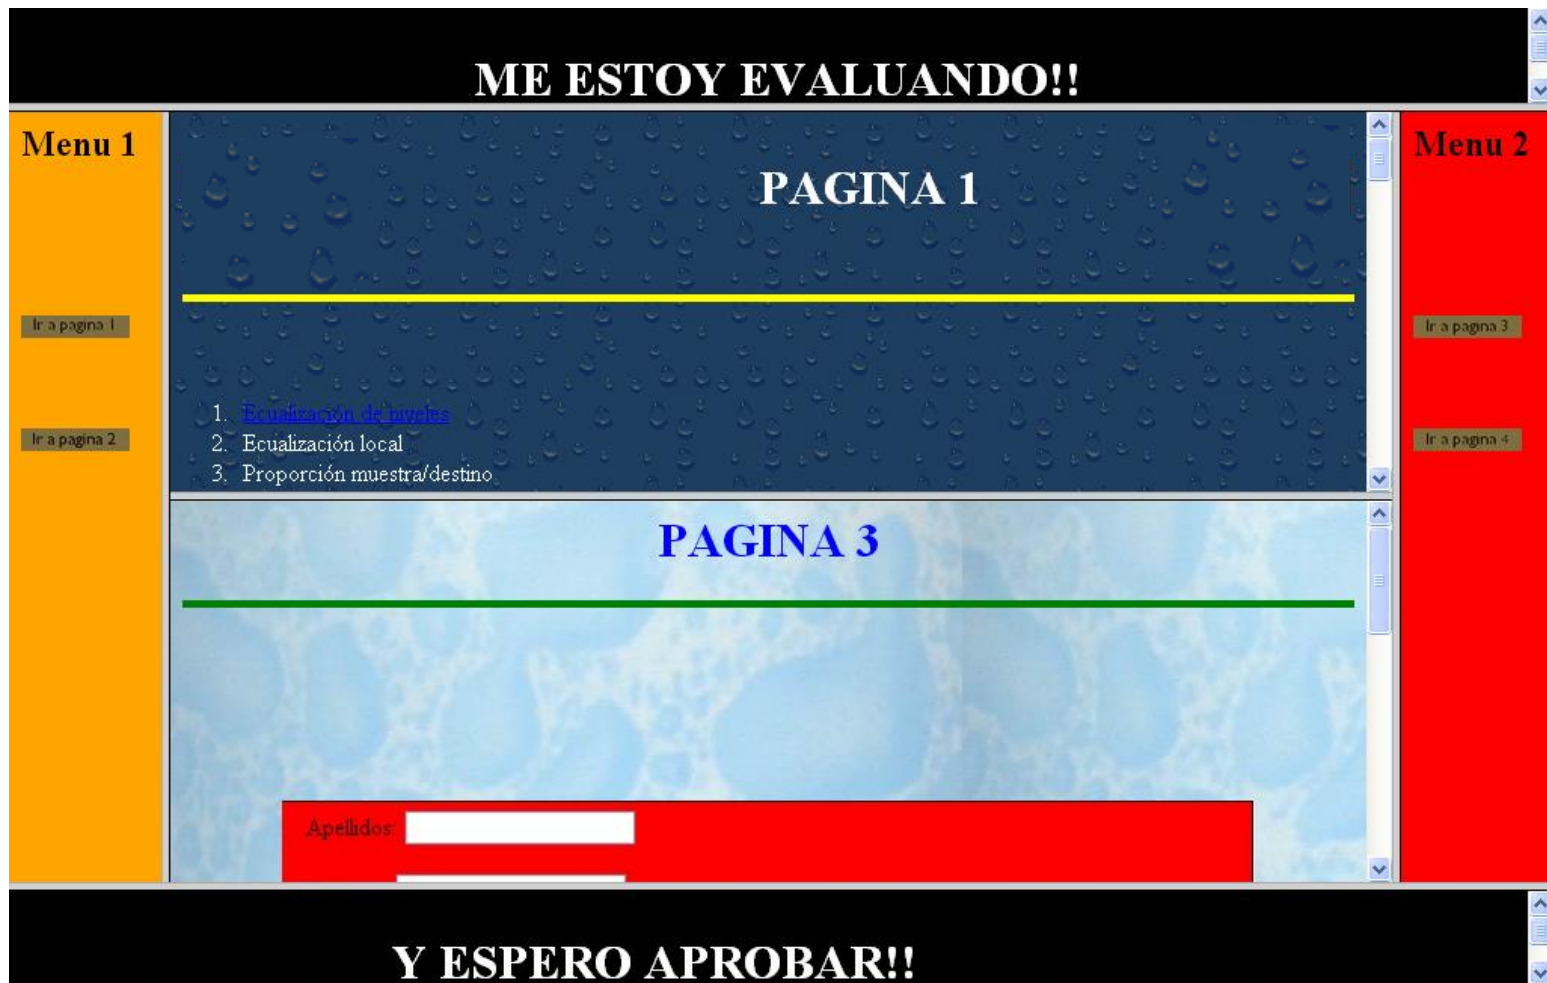 ME ESTOY EVALUANDO!!
Menu 1
Ir a pagina 1
Ir a pagina 2
PAGINA 1
1. Ecualización de niveles
2. Ecualización local
3. Proporción muestra/destino
PAGINA 3
Apellidos:
Menu 2
Ir a pagina 3
Ir a pagina 4
Y ESPERO APROBAR!!